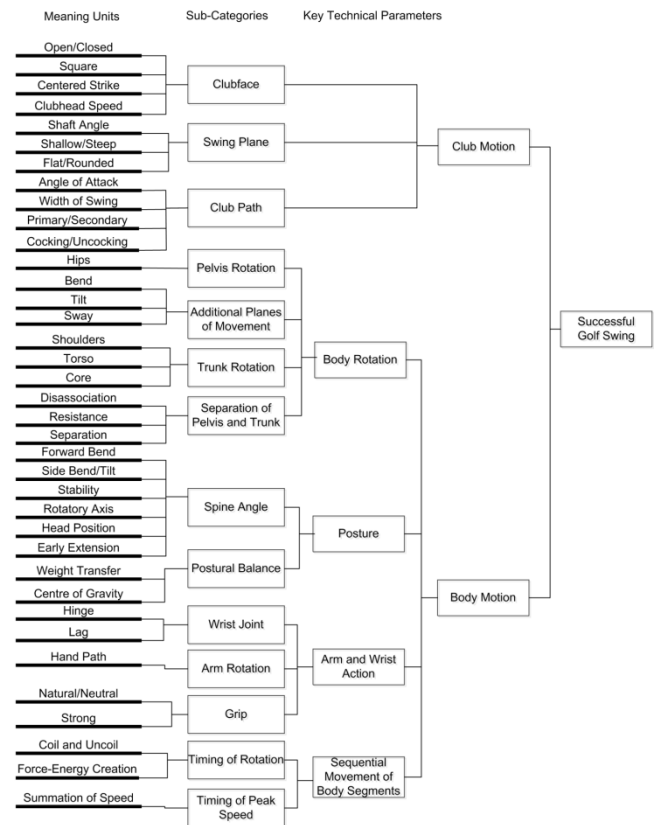 Meaning Units
Sub-Categories
Key Technical Parameters
Open/Closed
Square
Centered Strike
Clubhead Speed
Clubface
Shaft Angle
Shallow/Steep
Flat/Rounded
Swing Plane
Angle of Attack
Width of Swing
Primary/Secondary
Cocking/Uncocking
Club Path
Club Motion
Hips
Pelvis Rotation
Bend
Tilt
Sway
Additional Planes
of Movement
Shoulders
Torso
Core
Trunk Rotation
Disassociation
Resistance
Separation
Separation of
Pelvis and Trunk
Body Rotation
Forward Bend
Side Bend/Tilt
Stability
Rotatory Axis
Head Position
Early Extension
Spine Angle
Weight Transfer
Centre of Gravity
Postural Balance
Posture
Hinge
Lag
Wrist Joint
Hand Path
Arm Rotation
Natural/Neutral
Strong
Grip
Arm and Wrist
Action
Coil and Uncoil
Force-Energy Creation
Timing of Rotation
Summation of Speed
Timing of Peak
Speed
Sequential
Movement of
Body Segments
Body Motion
Successful
Golf Swing